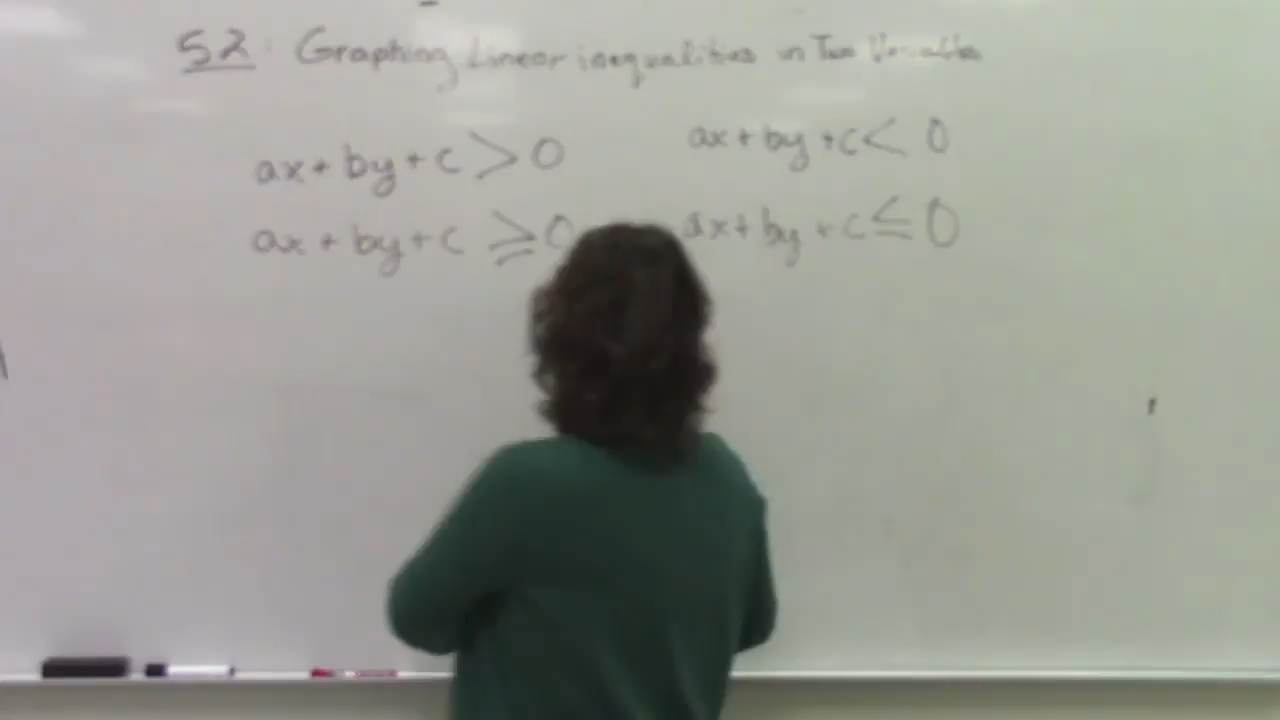 5.2: Graphing Linear inequalities in Two Variables
ax + by + c > 0
ax + by + c < 0
ax + by + c ≥ 0
ax + by + c ≤ 0